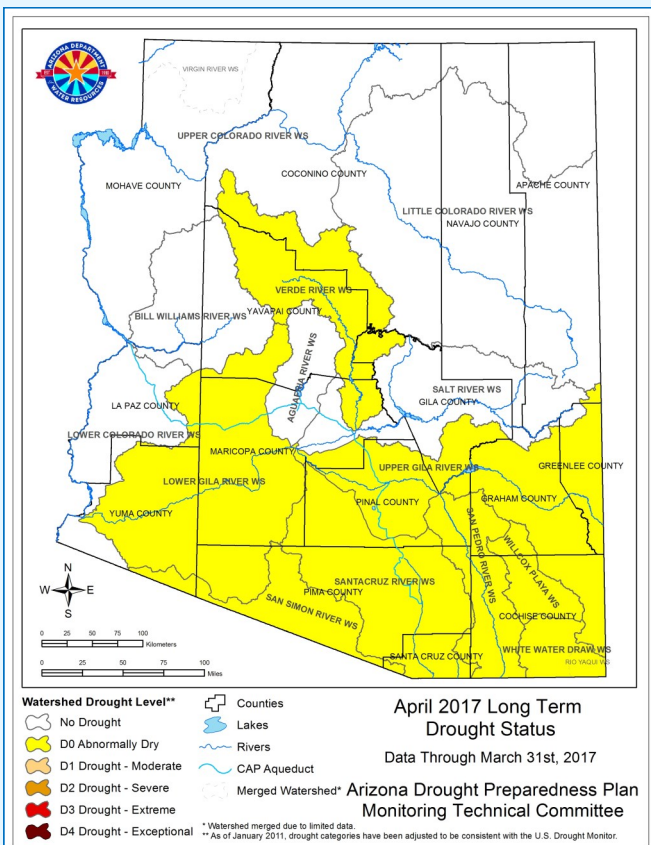 ARIZONA DEPARTMENT
OF WATER RESOURCES
EST 1980
VIRGIN RIVER WS
UPPER COLORADO RIVER WS
COCONINO COUNTY
MOHAVE COUNTY
APACHE COUNTY
LITTLE COLORADO RIVER WS
NAVAJO COUNTY
VERDE RIVER WS
BILL WILLIAMS RIVER WS
YAVAPAI COUNTY
AGUAFRIA RIVER WS
SALT RIVER WS
GILA COUNTY
LA PAZ COUNTY
LOWER COLORADO RIVER WS
MARICOPA COUNTY
UPPER GILA RIVER WS
GREENLEE COUNTY
LOWER GILA RIVER WS
PINAL COUNTY
GRAHAM COUNTY
YUMA COUNTY
SAN PEDRO RIVER WS
WILLCOX PLAYA WS
SANTACRUZ RIVER WS
PIMA COUNTY
SAN SIMON RIVER WS
COCHISE COUNTY
SANTA CRUZ COUNTY
WHITE WATER DRAW WS
RIO YAQUI WS
N
W E
S
0 25 50 75 100
Kilometers
0 25 50 75 100
Miles
Watershed Drought Level**
No Drought
D0 Abnormally Dry
D1 Drought - Moderate
D2 Drought - Severe
D3 Drought - Extreme
D4 Drought - Exceptional
Counties
Lakes
Rivers
CAP Aqueduct
Merged Watershed*
* Watershed merged due to limited data.
** As of January 2011, drought categories have been adjusted to be consistent with the U.S. Drought Monitor.
April 2017 Long Term
Drought Status
Data Through March 31st, 2017
Arizona Drought Preparedness Plan
Monitoring Technical Committee